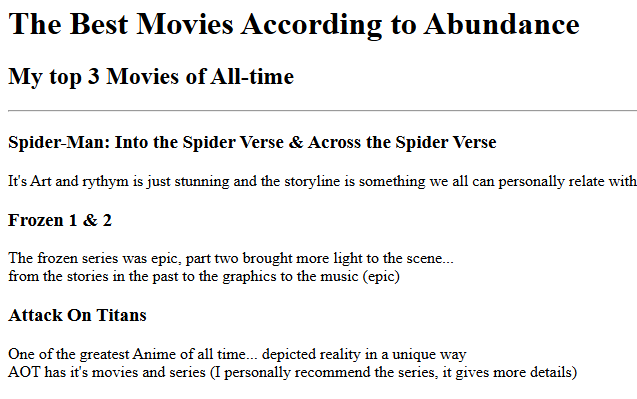 The Best Movies According to Abundance
My top 3 Movies of All-time
Spider-Man: Into the Spider Verse & Across the Spider Verse
It's Art and rythym is just stunning and the storyline is something we all can personally relate with
Frozen 1 & 2
The frozen series was epic, part two brought more light to the scene...
from the stories in the past to the graphics to the music (epic)
Attack On Titans
One of the greatest Anime of all time... depicted reality in a unique way
AOT has it's movies and series (I personally recommend the series, it gives more details)